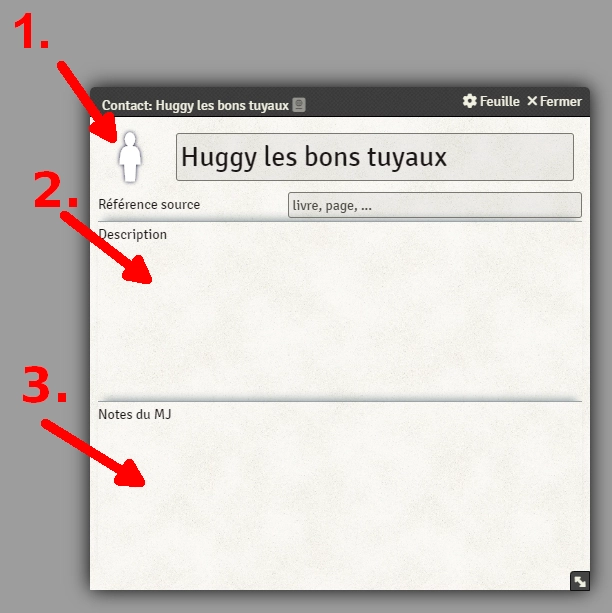 1.
Contact: Huggy les bons tuyaux
Feuille
Fermer
Huggy les bons tuyaux
2.
Référence source
livre, page, ...
Description
3.
Notes du MJ